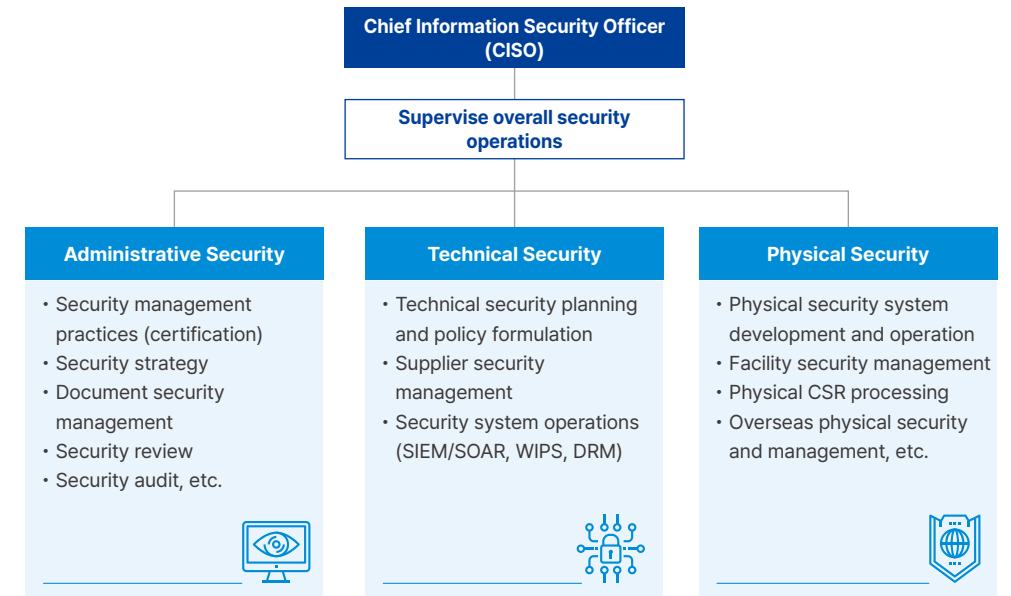 Chief Information Security Officer
(CISO)
Supervise overall security
operations
Administrative Security
• Security management
practices (certification)
• Security strategy
• Document security
management
• Security review
• Security audit, etc.
Technical Security
• Technical security planning
and policy formulation
• Supplier security
management
• Security system operations
(SIEM/SOAR, WIPS, DRM)
Physical Security
• Physical security system
development and operation
• Facility security management
• Physical CSR processing
• Overseas physical security
and management, etc.